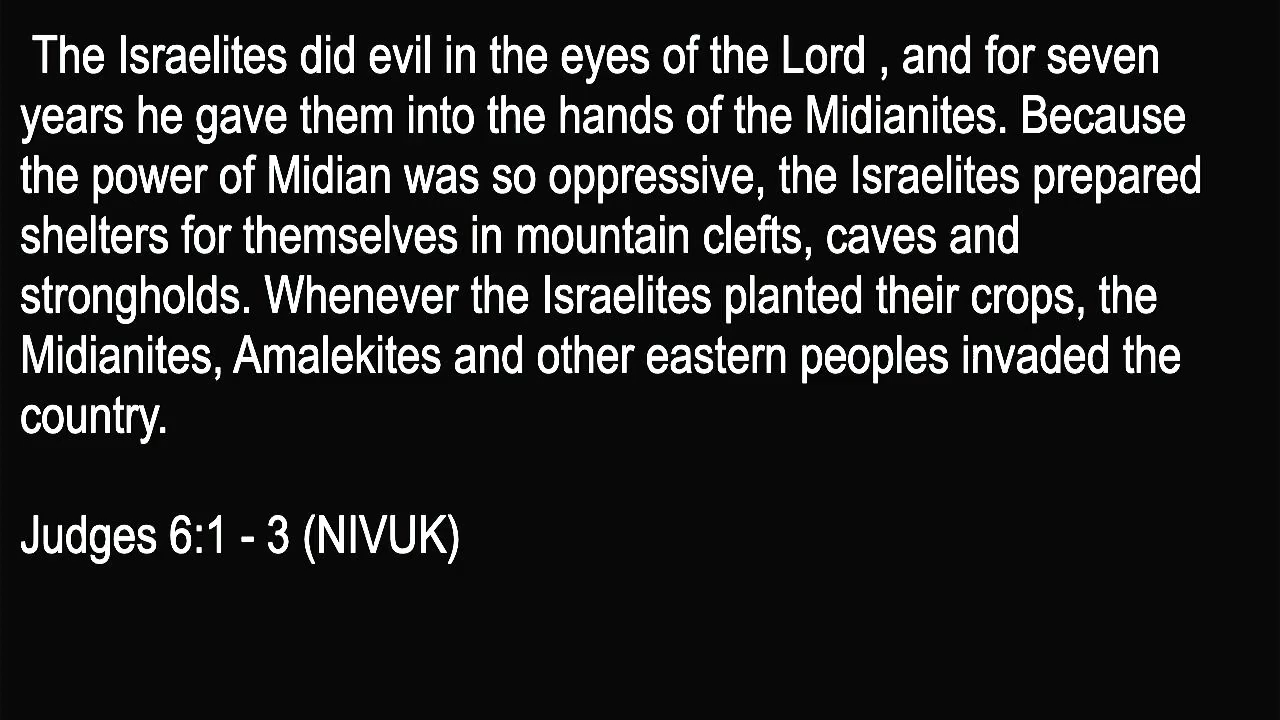 The Israelites did evil in the eyes of the Lord , and for seven
years he gave them into the hands of the Midianites. Because
the power of Midian was so oppressive, the Israelites prepared
shelters for themselves in mountain clefts, caves and
strongholds. Whenever the Israelites planted their crops, the
Midianites, Amalekites and other eastern peoples invaded the
country.
Judges 6:1 - 3 (NIVUK)